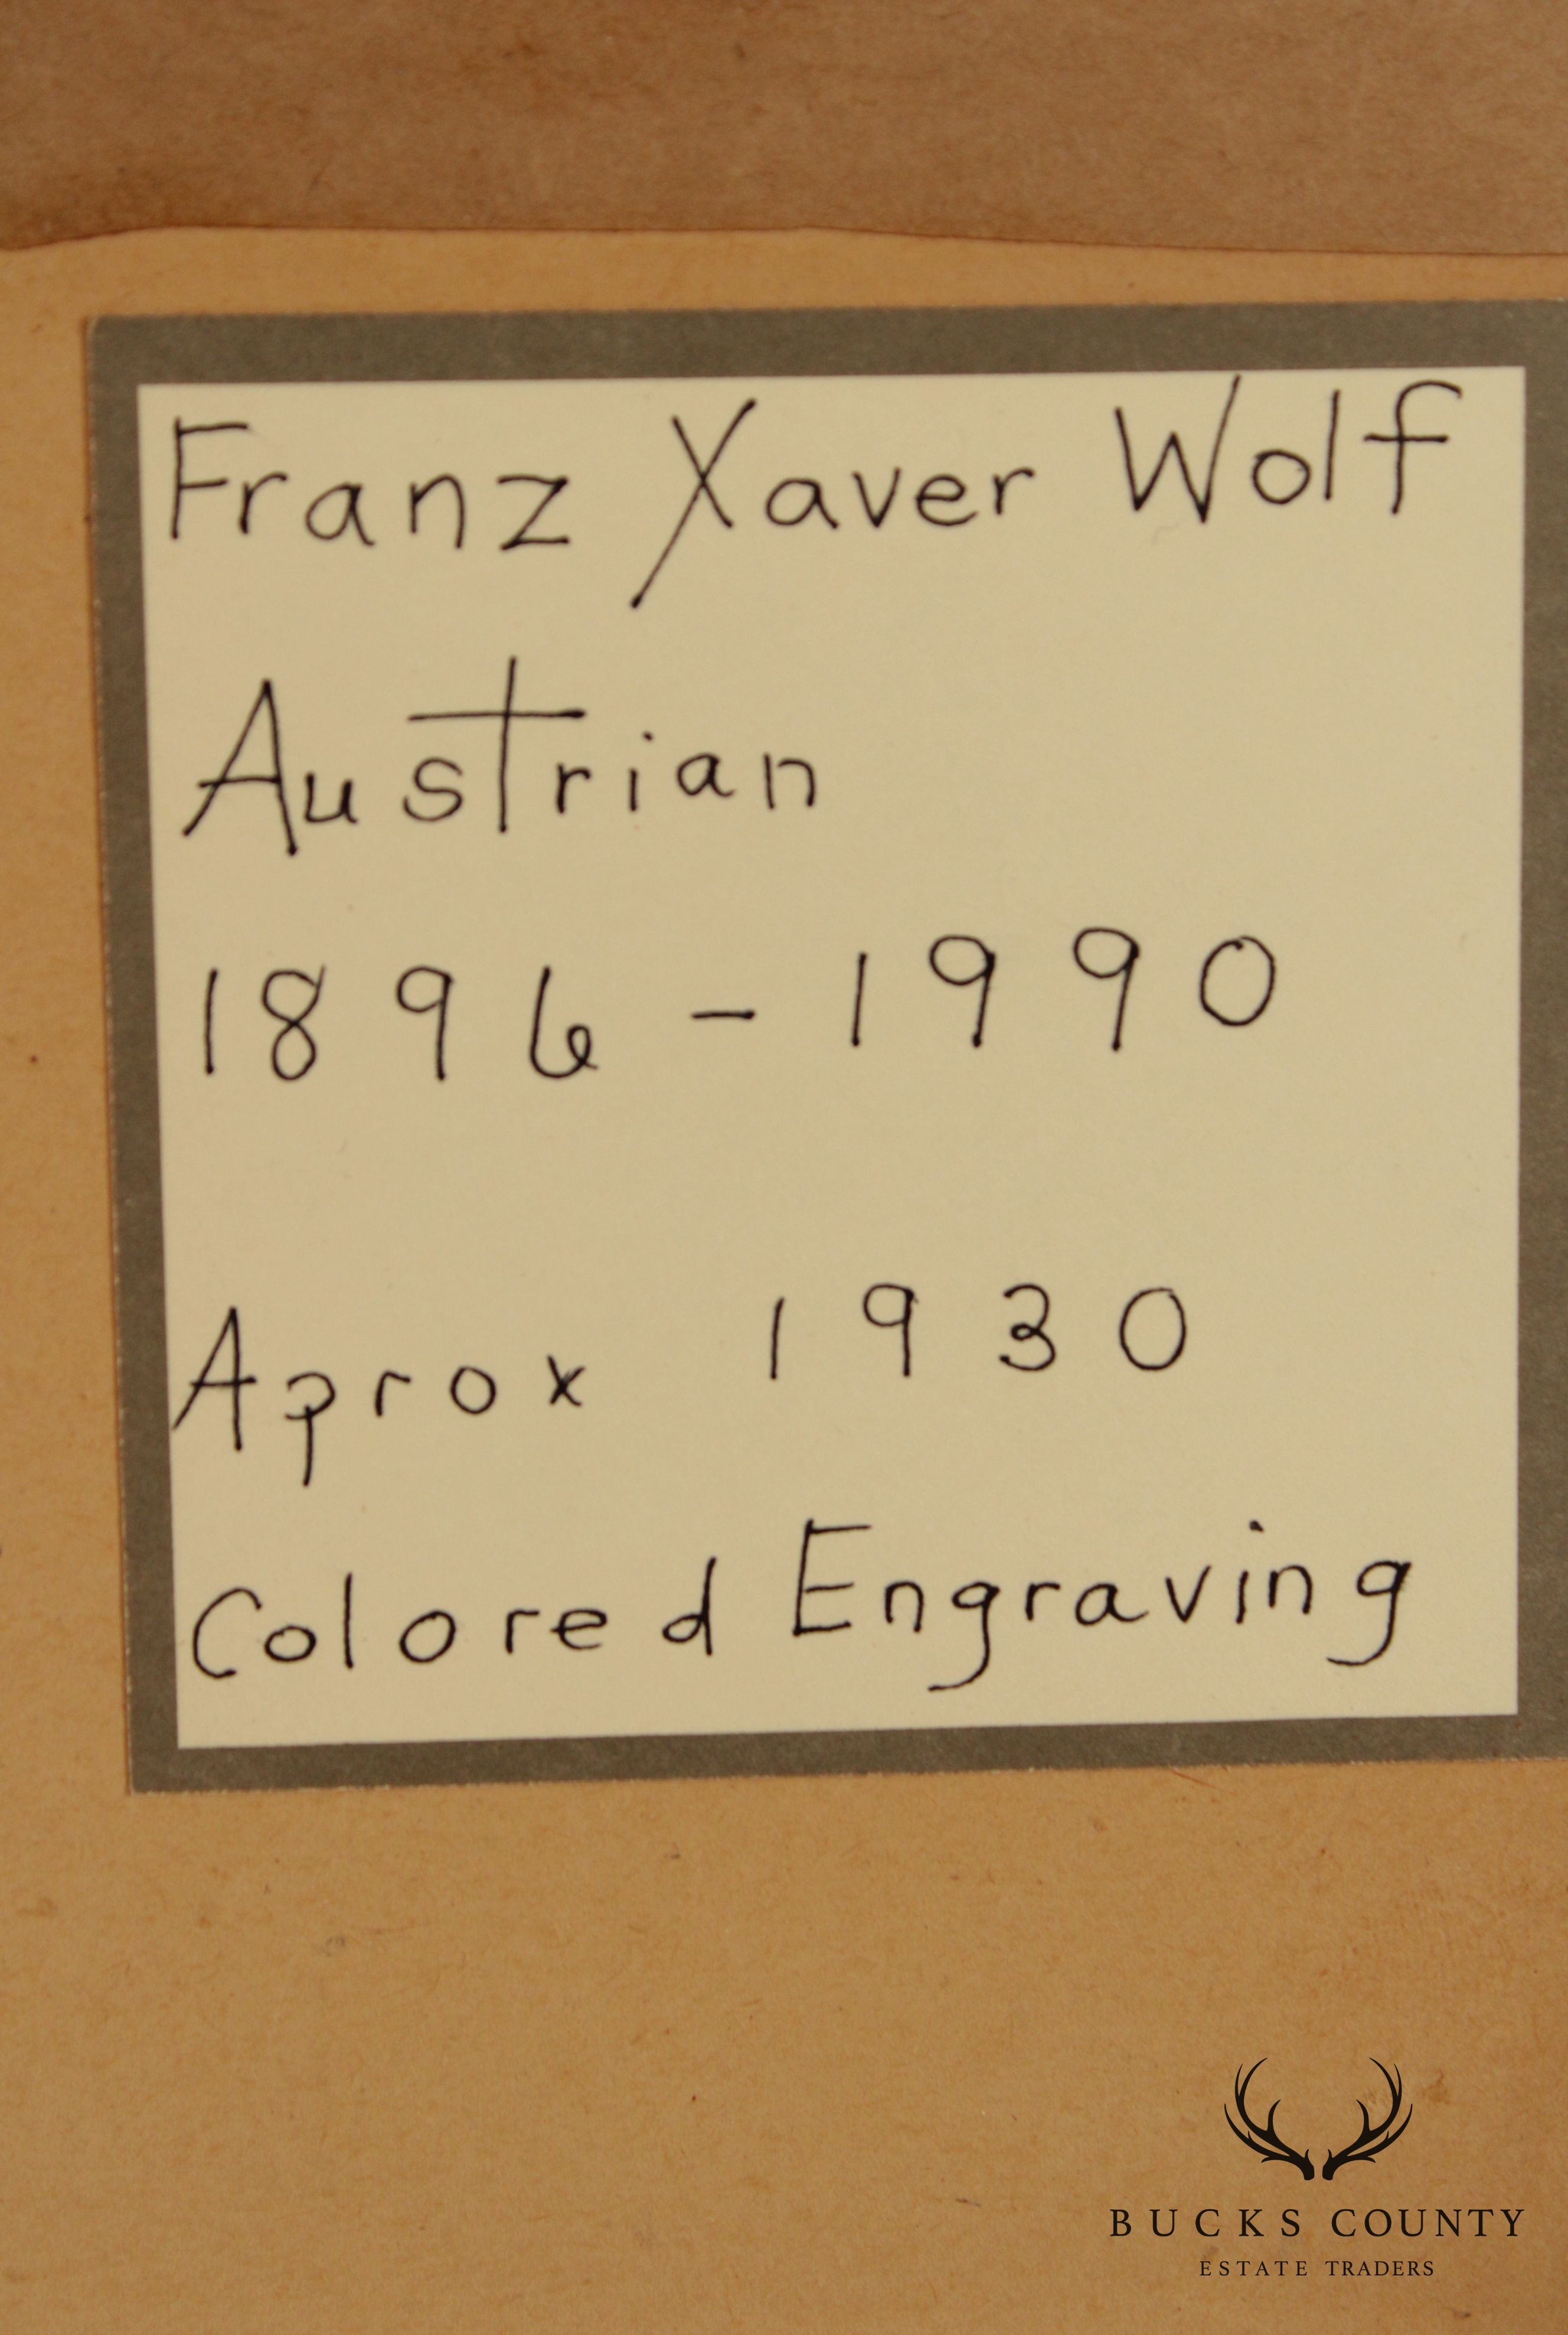 Franz Xaver Wolf
Austrian
1896 - 1990
Aprox 1930
Colored Engraving
BUCKS COUNTY
ESTATE TRADERS